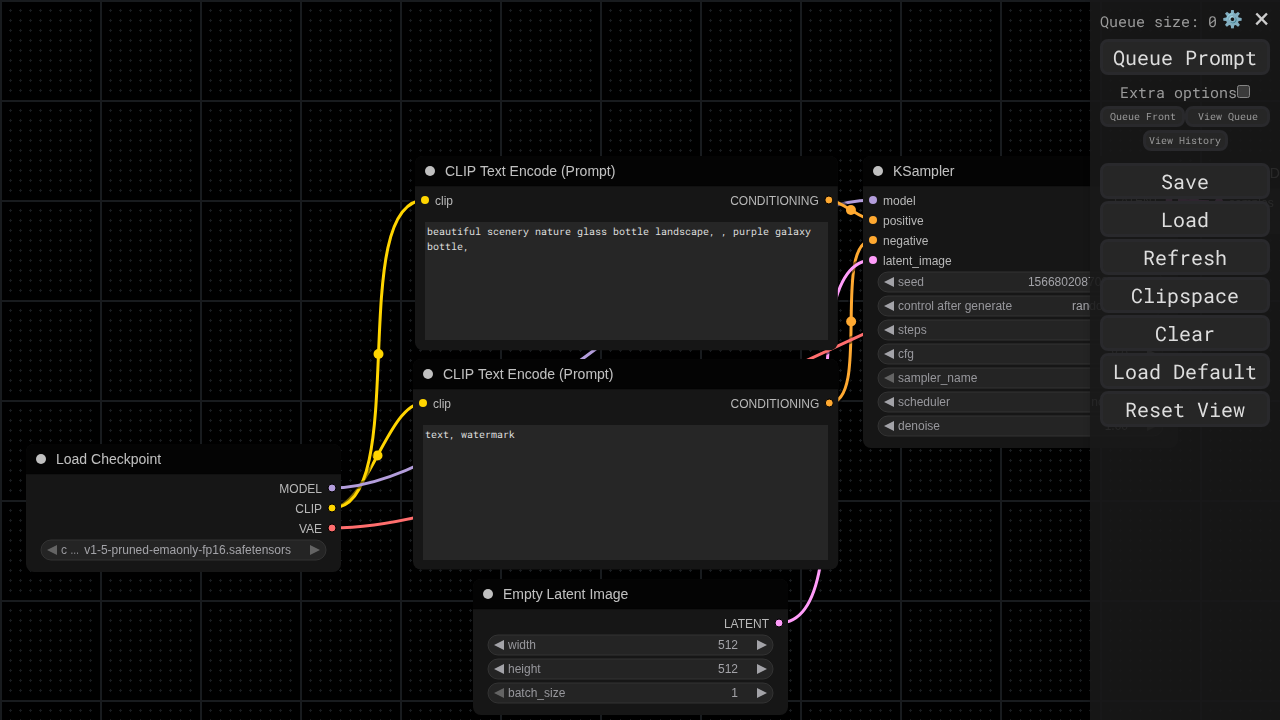 Queue size: 0
Queue Prompt
Extra options
Queue Front
View Queue
View History
Save
Load
Refresh
Clipspace
Clear
Load Default
Reset View
CLIP Text Encode (Prompt)
clip
CONDITIONING
beautiful scenery nature glass bottle landscape, , purple galaxy
bottle,
KSampler
model
positive
negative
latent_image
seed
control after generate
steps
cfg
sampler_name
scheduler
denoise
CLIP Text Encode (Prompt)
clip
CONDITIONING
text, watermark
Load Checkpoint
MODEL
CLIP
VAE
c ... v1-5-pruned-emaonly-fp16.safetensors
Empty Latent Image
LATENT
width 512
height 512
batch_size 1